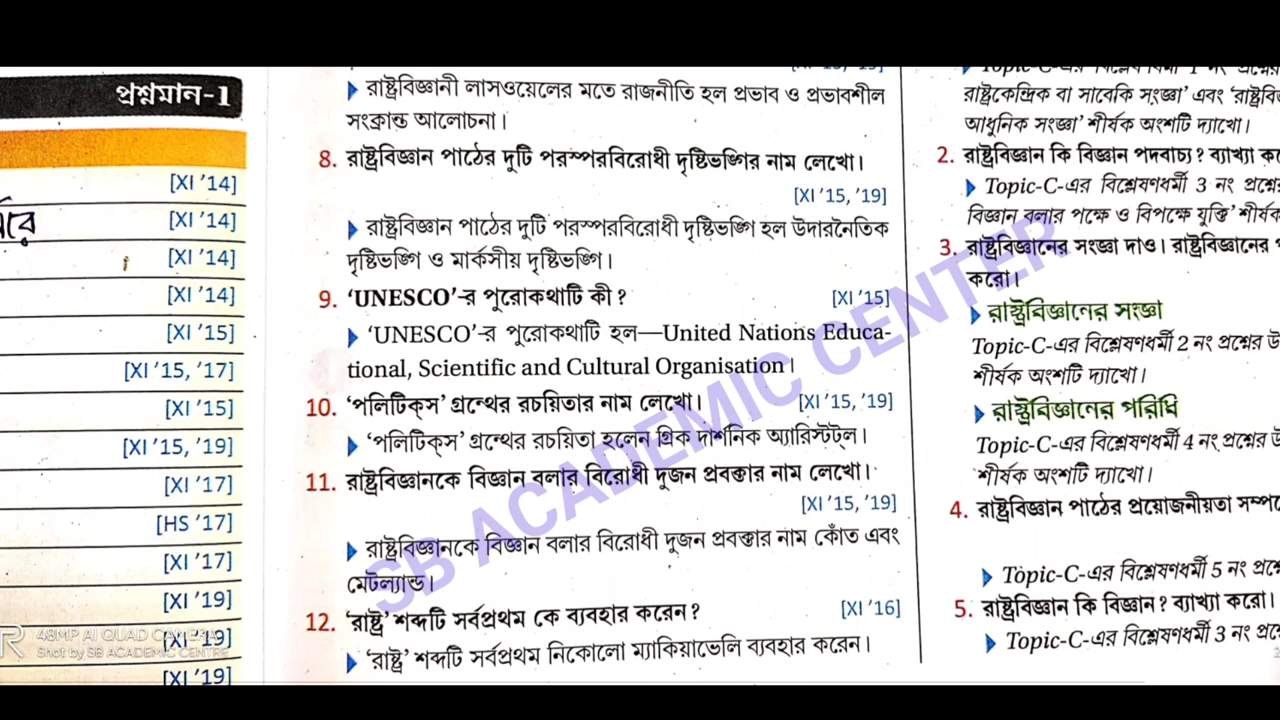 প্রশ্নমান-1
[XI '14]
[XI '14]
[XI '14]
[XI '14]
[XI '15]
[XI '15, '17]
[XI '15]
[XI '15, '19]
[XI '17]
[HS '17]
[XI '17]
[XI '19]
[XI '19]
[XI '19]
48MP AI QUAD CAMERA
Shot by SB ACADEMIC CENTRE
রাষ্ট্রবিজ্ঞানী লাসওয়েলের মতে রাজনীতি হল প্রভাব ও প্রভাবশীল
সংক্রান্ত আলোচনা।
8. রাষ্ট্রবিজ্ঞান পাঠের দুটি পরস্পরবিরোধী দৃষ্টিভঙ্গির নাম লেখো।
[XI '15, '19]
রাষ্ট্রবিজ্ঞান পাঠের দুটি পরস্পরবিরোধী দৃষ্টিভঙ্গি হল উদারনৈতিক
দৃষ্টিভঙ্গি ও মার্কসীয় দৃষ্টিভঙ্গি।
9. 'UNESCO'-র পুরোকথাটি কী? [XI '15]
'UNESCO'-র পুরোকথাটি হল—United Nations Educa-
tional, Scientific and Cultural Organisation।
10. 'পলিটিক্‌স' গ্রন্থের রচয়িতার নাম লেখো। [XI '15, '19]
'পলিটিক্‌স' গ্রন্থের রচয়িতা হলেন গ্রিক দার্শনিক অ্যারিস্টট্‌ল।
11. রাষ্ট্রবিজ্ঞানকে বিজ্ঞান বলার বিরোধী দুজন প্রবক্তার নাম লেখো।
[XI '15, '19]
রাষ্ট্রবিজ্ঞানকে বিজ্ঞান বলার বিরোধী দুজন প্রবক্তার নাম কোঁত এবং
মেটল্যান্ড।
12. 'রাষ্ট্র' শব্দটি সর্বপ্রথম কে ব্যবহার করেন? [XI '16]
'রাষ্ট্র' শব্দটি সর্বপ্রথম নিকোলো ম্যাকিয়াভেলি ব্যবহার করেন।
SB ACADEMIC CENTER
রাষ্ট্রকেন্দ্রিক বা সাবেকি সংজ্ঞা' এবং 'রাষ্ট্রবি
আধুনিক সংজ্ঞা' শীর্ষক অংশটি দ্যাখো।
2. রাষ্ট্রবিজ্ঞান কি বিজ্ঞান পদবাচ্য? ব্যাখ্যা ক
Topic-C-এর বিশ্লেষণধর্মী 3 নং প্রশ্নে
বিজ্ঞান বলার পক্ষে ও বিপক্ষে যুক্তি' শীর্ষক
3. রাষ্ট্রবিজ্ঞানের সংজ্ঞা দাও। রাষ্ট্রবিজ্ঞানের
করো।
রাষ্ট্রবিজ্ঞানের সংজ্ঞা
Topic-C-এর বিশ্লেষণধর্মী 2 নং প্রশ্নের উ
শীর্ষক অংশটি দ্যাখো।
রাষ্ট্রবিজ্ঞানের পরিধি
Topic-C-এর বিশ্লেষণধর্মী 4 নং প্রশ্নের উ
শীর্ষক অংশটি দ্যাখো।
4. রাষ্ট্রবিজ্ঞান পাঠের প্রয়োজনীয়তা সম্প
Topic-C-এর বিশ্লেষণধর্মী 5 নং প্রশ্নে
5. রাষ্ট্রবিজ্ঞান কি বিজ্ঞান? ব্যাখ্যা করো।
Topic-C-এর বিশ্লেষণধর্মী 3 নং প্রশ্নে